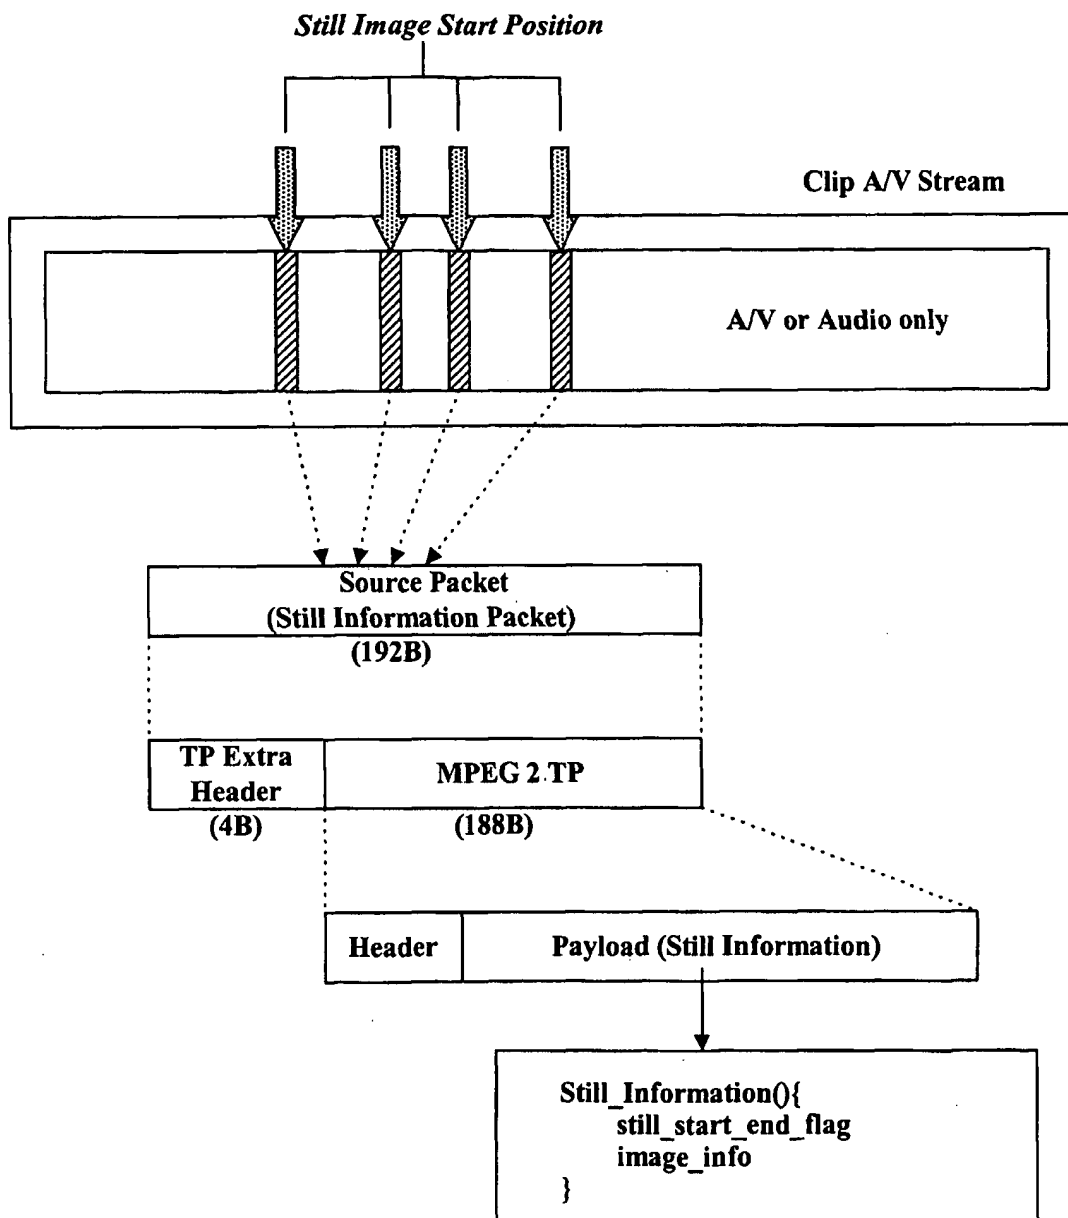 Still Image Start Position
Clip A/V Stream
A/V or Audio only
Source Packet
(Still Information Packet)
(192B)
TP Extra
Header
MPEG 2 TP
(4B)
(188B)
Header
Payload (Still Information)
Still_Information(){
still_start_end_flag
image_info
}